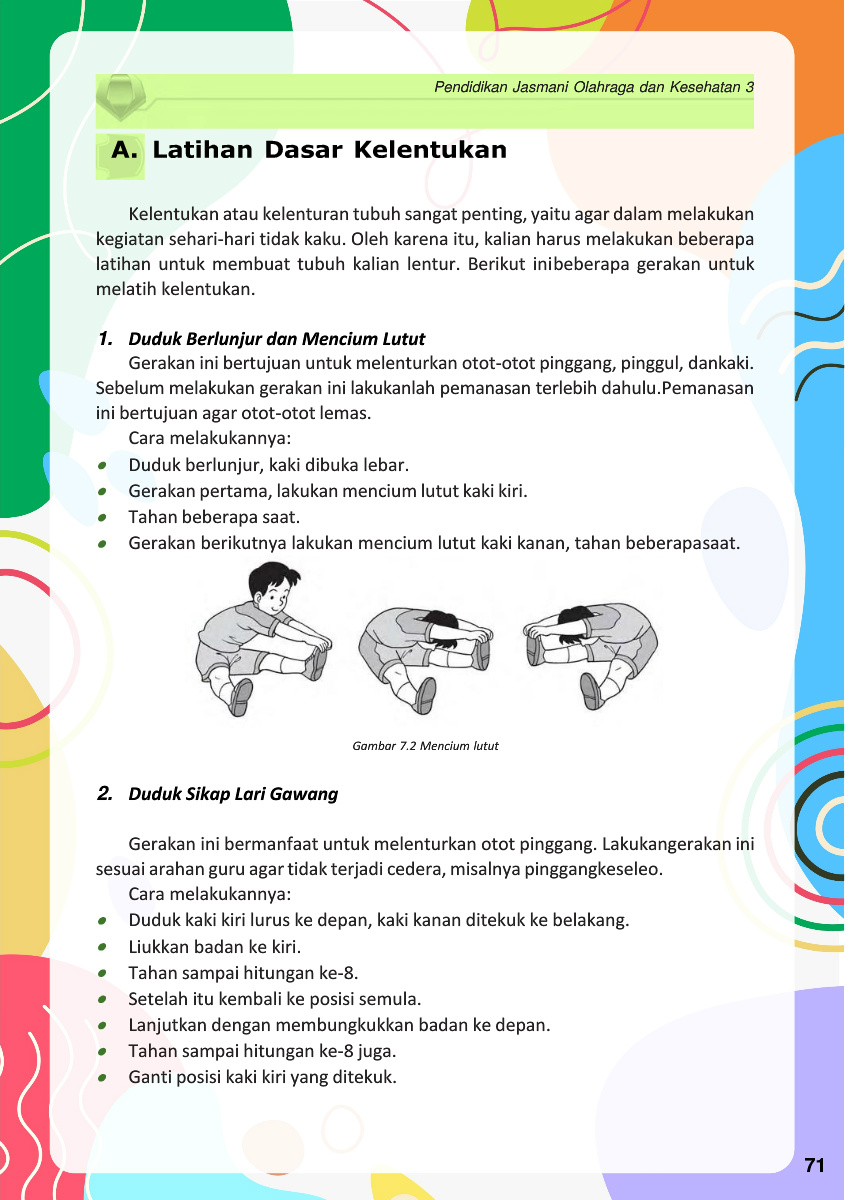 Pendidikan Jasmani Olahraga dan Kesehatan 3
A. Latihan Dasar Kelentukan
Kelentukan atau kelenturan tubuh sangat penting, yaitu agar dalam melakukan
kegiatan sehari-hari tidak kaku. Oleh karena itu, kalian harus melakukan beberapa
latihan untuk membuat tubuh kalian lentur. Berikut inibeberapa gerakan untuk
melatih kelentukan.
1. Duduk Berlunjur dan Mencium Lutut
Gerakan ini bertujuan untuk melenturkan otot-otot pinggang, pinggul, dankaki.
Sebelum melakukan gerakan ini lakukanlah pemanasan terlebih dahulu.Pemanasan
ini bertujuan agar otot-otot lemas.
Cara melakukannya:
• Duduk berlunjur, kaki dibuka lebar.
• Gerakan pertama, lakukan mencium lutut kaki kiri.
• Tahan beberapa saat.
• Gerakan berikutnya lakukan mencium lutut kaki kanan, tahan beberapasaat.
Gambar 7.2 Mencium lutut
2. Duduk Sikap Lari Gawang
Gerakan ini bermanfaat untuk melenturkan otot pinggang. Lakukangerakan ini
sesuai arahan guru agar tidak terjadi cedera, misalnya pinggangkeseleo.
Cara melakukannya:
• Duduk kaki kiri lurus ke depan, kaki kanan ditekuk ke belakang.
• Liukkan badan ke kiri.
• Tahan sampai hitungan ke-8.
• Setelah itu kembali ke posisi semula.
• Lanjutkan dengan membungkukkan badan ke depan.
• Tahan sampai hitungan ke-8 juga.
• Ganti posisi kaki kiri yang ditekuk.
71